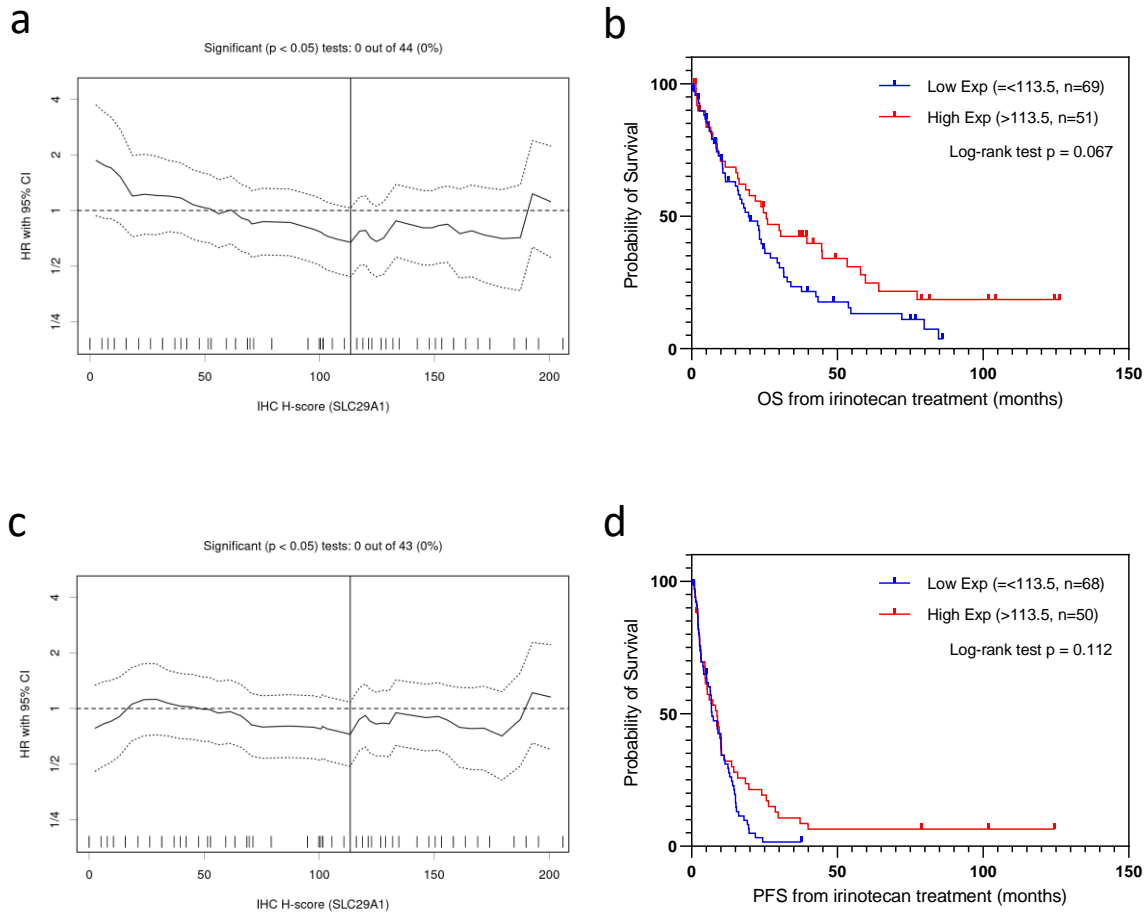 a
Significant (p < 0.05) tests: 0 out of 44 (0%)
HR with 95% CI
4
2
1
1/2
1/4
0 50 100 150 200
IHC H-score (SLC29A1)
b
Low Exp (=<113.5, n=69)
High Exp (>113.5, n=51)
Log-rank test p = 0.067
Probability of Survival
100
50
0
0 25 50 75 100 150
OS from irinotecan treatment (months)
c
Significant (p < 0.05) tests: 0 out of 43 (0%)
HR with 95% CI
4
2
1
1/2
1/4
0 50 100 150 200
IHC H-score (SLC29A1)
d
Low Exp (=<113.5, n=68)
High Exp (>113.5, n=50)
Log-rank test p = 0.112
Probability of Survival
100
50
0
0 50 100 150
PFS from irinotecan treatment (months)